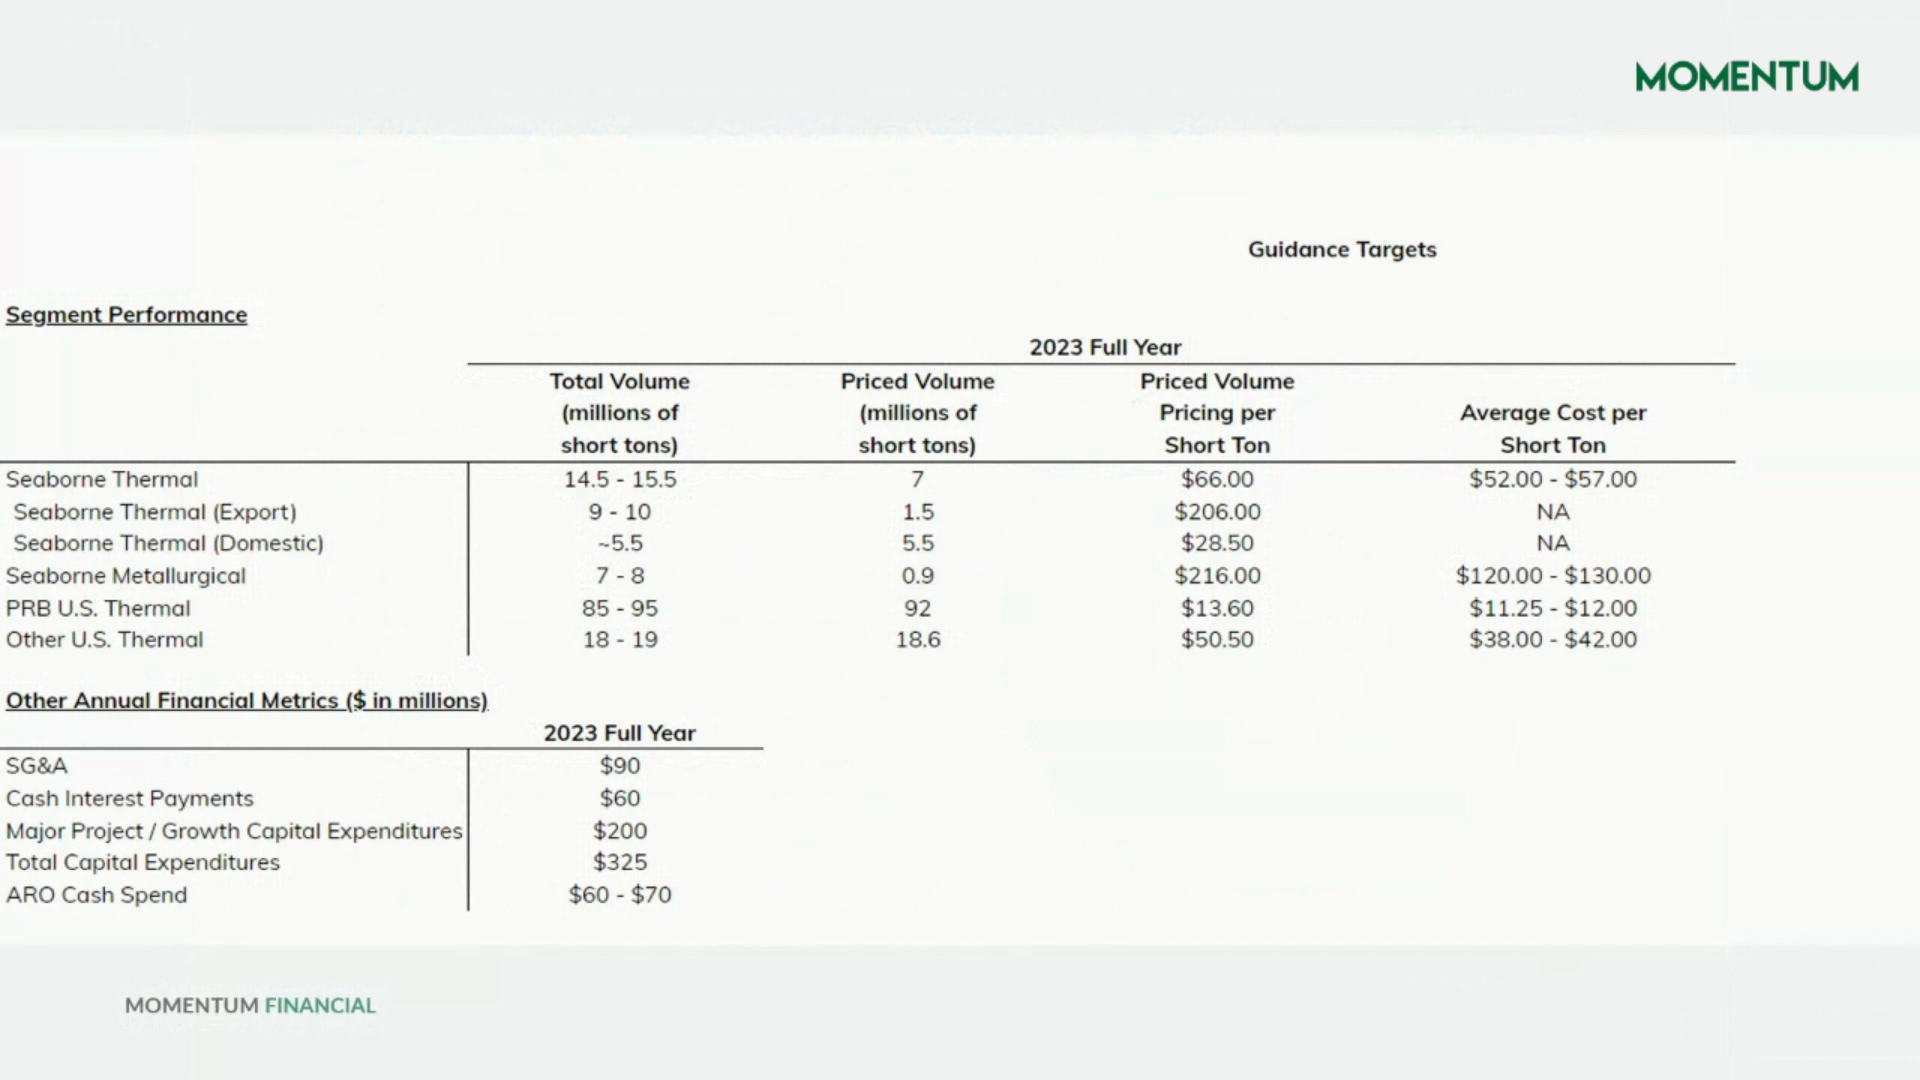 MOMENTUM
Guidance Targets
Segment Performance
2023 Full Year
Total Volume (millions of short tons) Priced Volume (millions of short tons) Priced Volume Pricing per Short Ton Average Cost per Short Ton
Seaborne Thermal 14.5 - 15.5 7 $66.00 $52.00 - $57.00
Seaborne Thermal (Export) 9 - 10 1.5 $206.00 NA
Seaborne Thermal (Domestic) ~5.5 5.5 $28.50 NA
Seaborne Metallurgical 7 - 8 0.9 $216.00 $120.00 - $130.00
PRB U.S. Thermal 85 - 95 92 $13.60 $11.25 - $12.00
Other U.S. Thermal 18 - 19 18.6 $50.50 $38.00 - $42.00
Other Annual Financial Metrics ($ in millions)
2023 Full Year
SG&A $90
Cash Interest Payments $60
Major Project / Growth Capital Expenditures $200
Total Capital Expenditures $325
ARO Cash Spend $60 - $70
MOMENTUM FINANCIAL